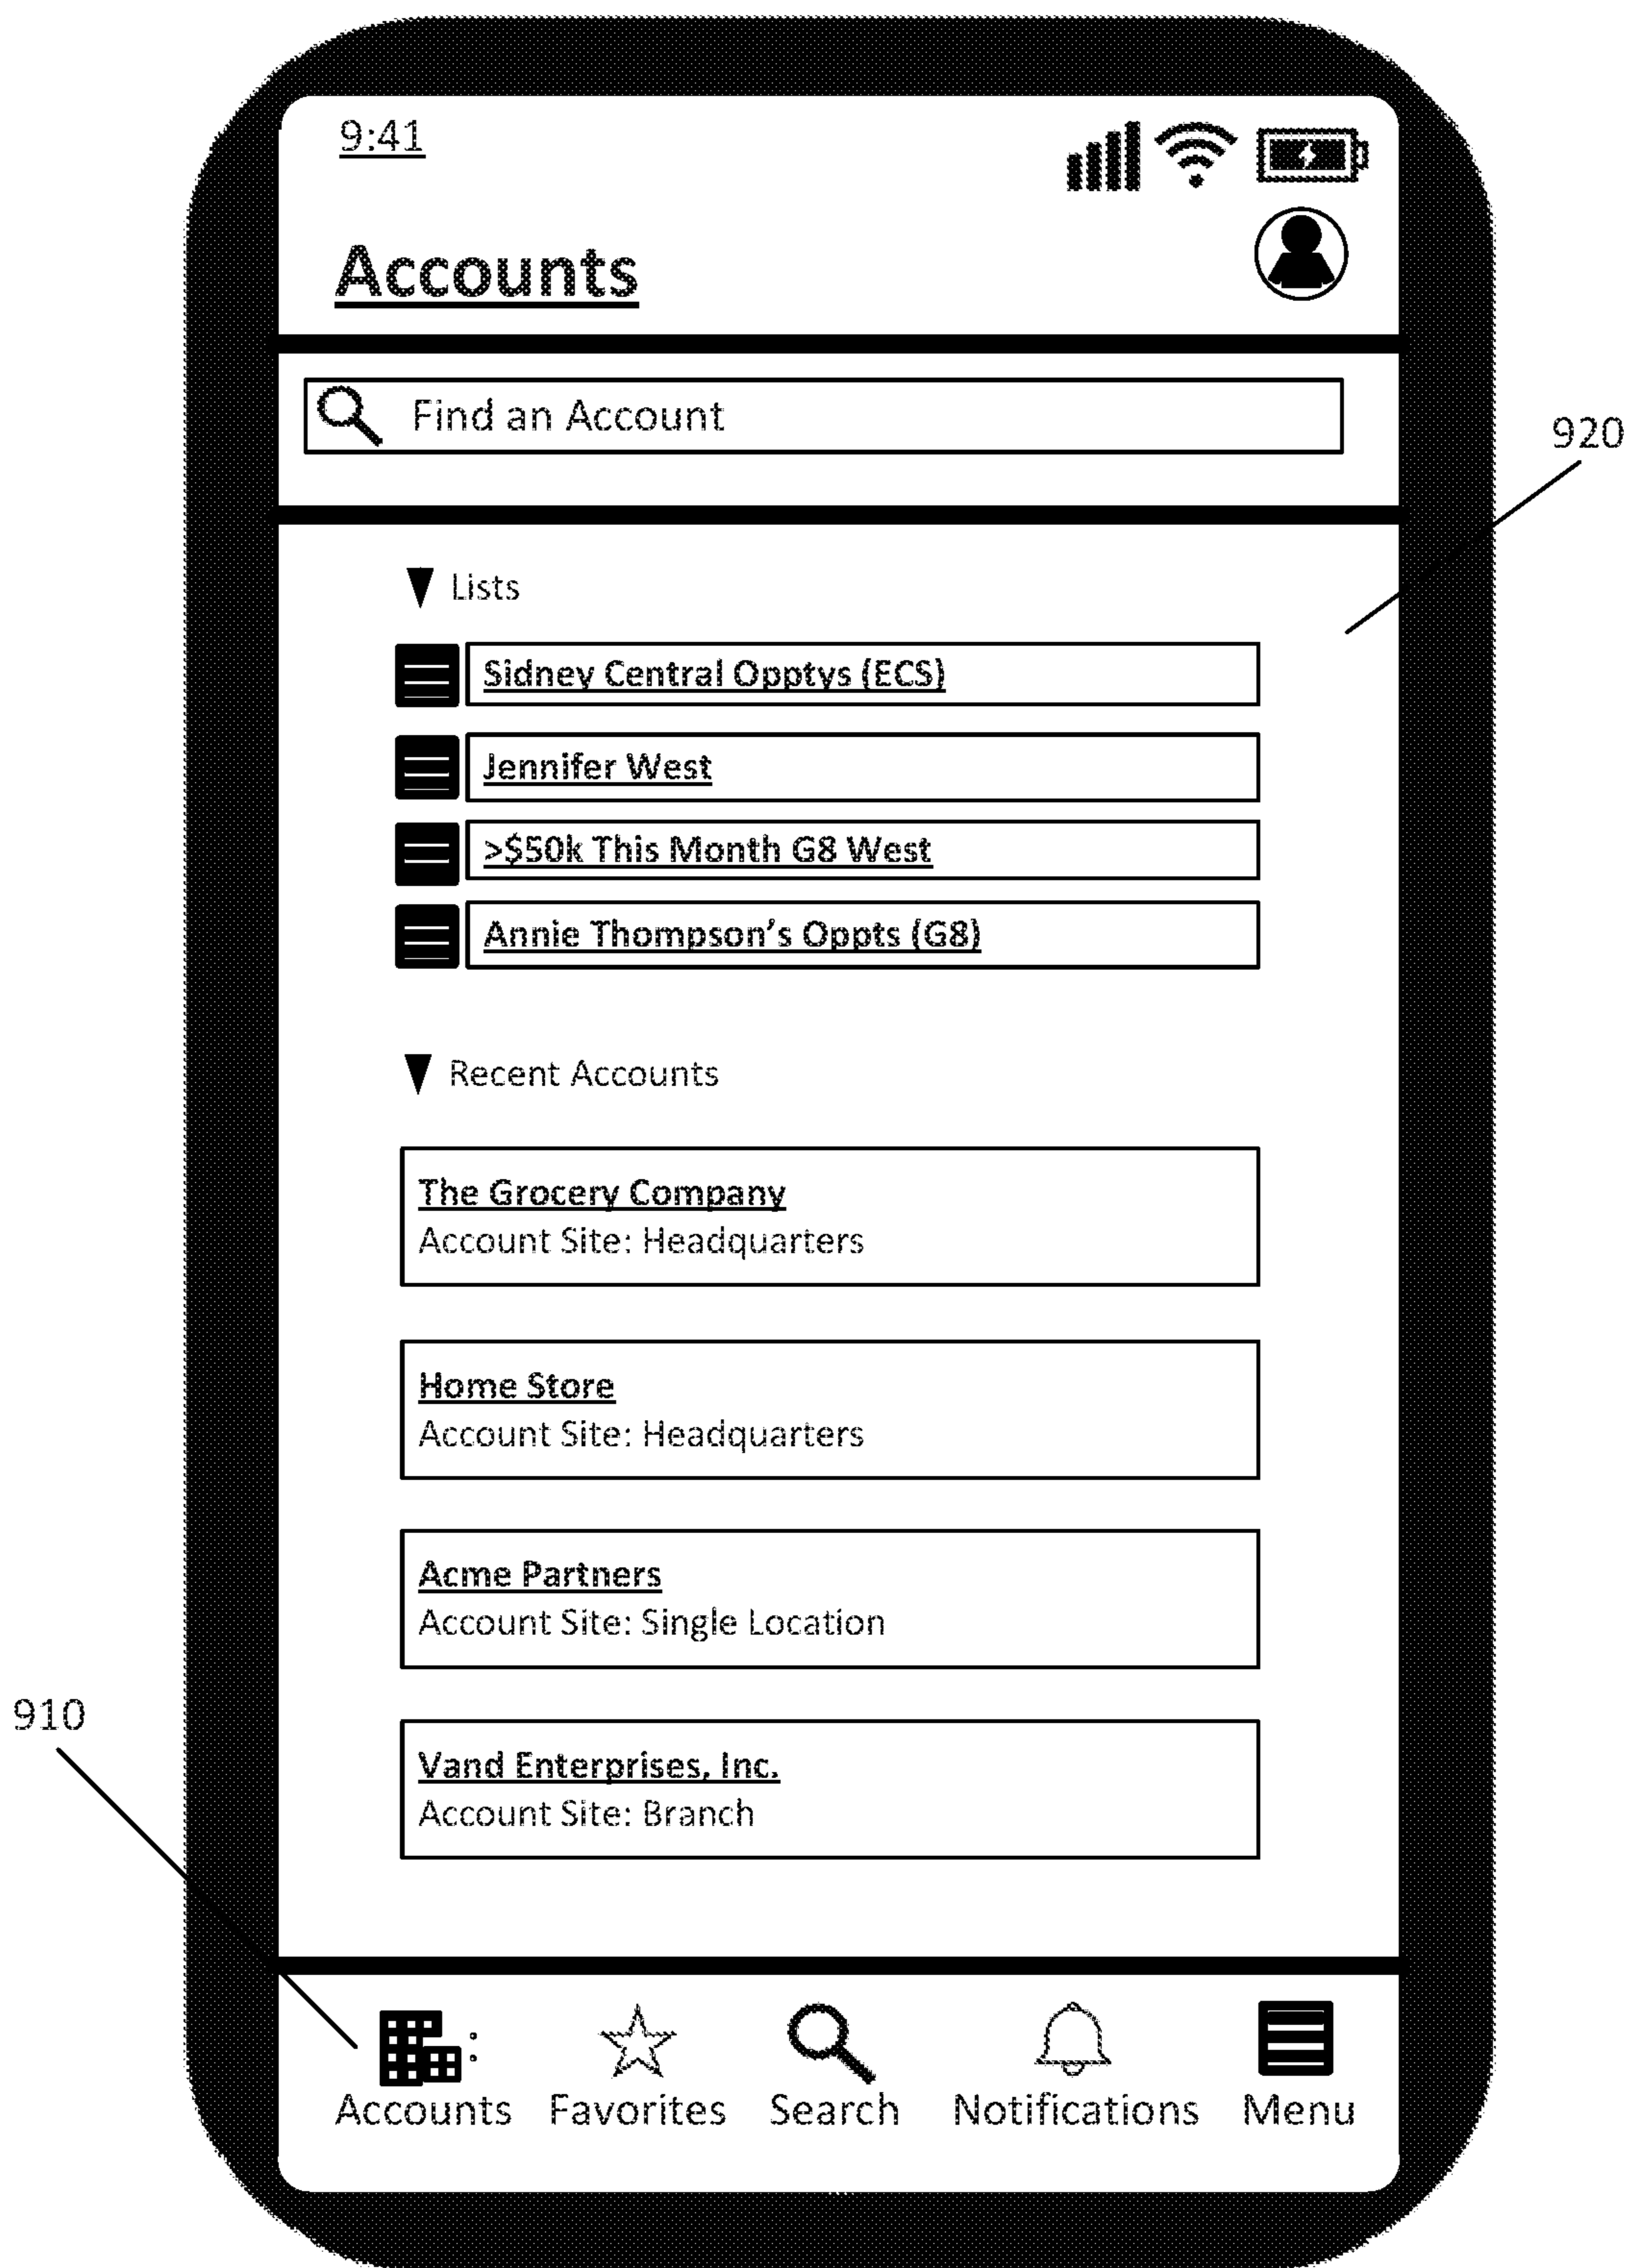 9:41
Accounts
Find an Account
920
Lists
Sidney Central Opptys (ECS)
Jennifer West
>$50k This Month G8 West
Annie Thompson's Oppts (G8)
Recent Accounts
The Grocery Company
Account Site: Headquarters
Home Store
Account Site: Headquarters
Acme Partners
Account Site: Single Location
910
Vand Enterprises, Inc.
Account Site: Branch
Accounts Favorites Search Notifications Menu